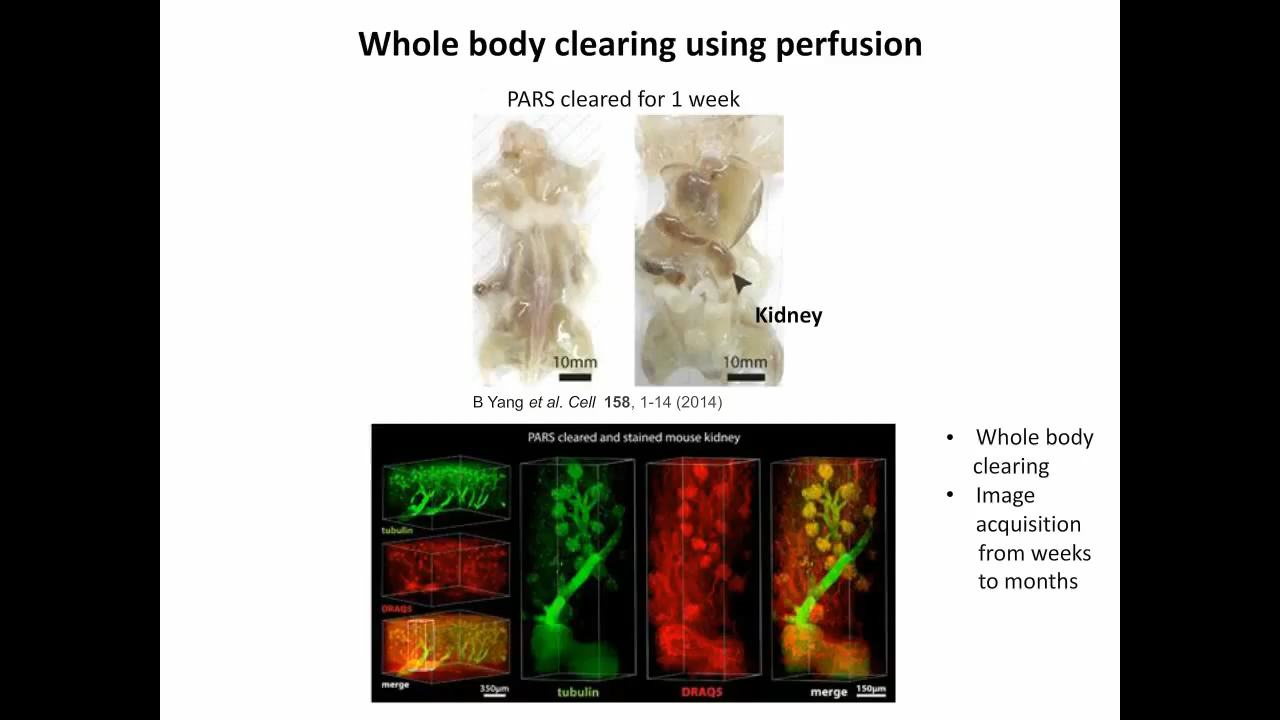 Whole body clearing using perfusion
PARS cleared for 1 week
Kidney
10mm
10mm
B Yang et al. Cell 158, 1-14 (2014)
PARS cleared and stained mouse kidney
tubulin
DRAQ5
merge
350µm
tubulin
DRAQ5
merge
150µm
• Whole body
clearing
• Image
acquisition
from weeks
to months